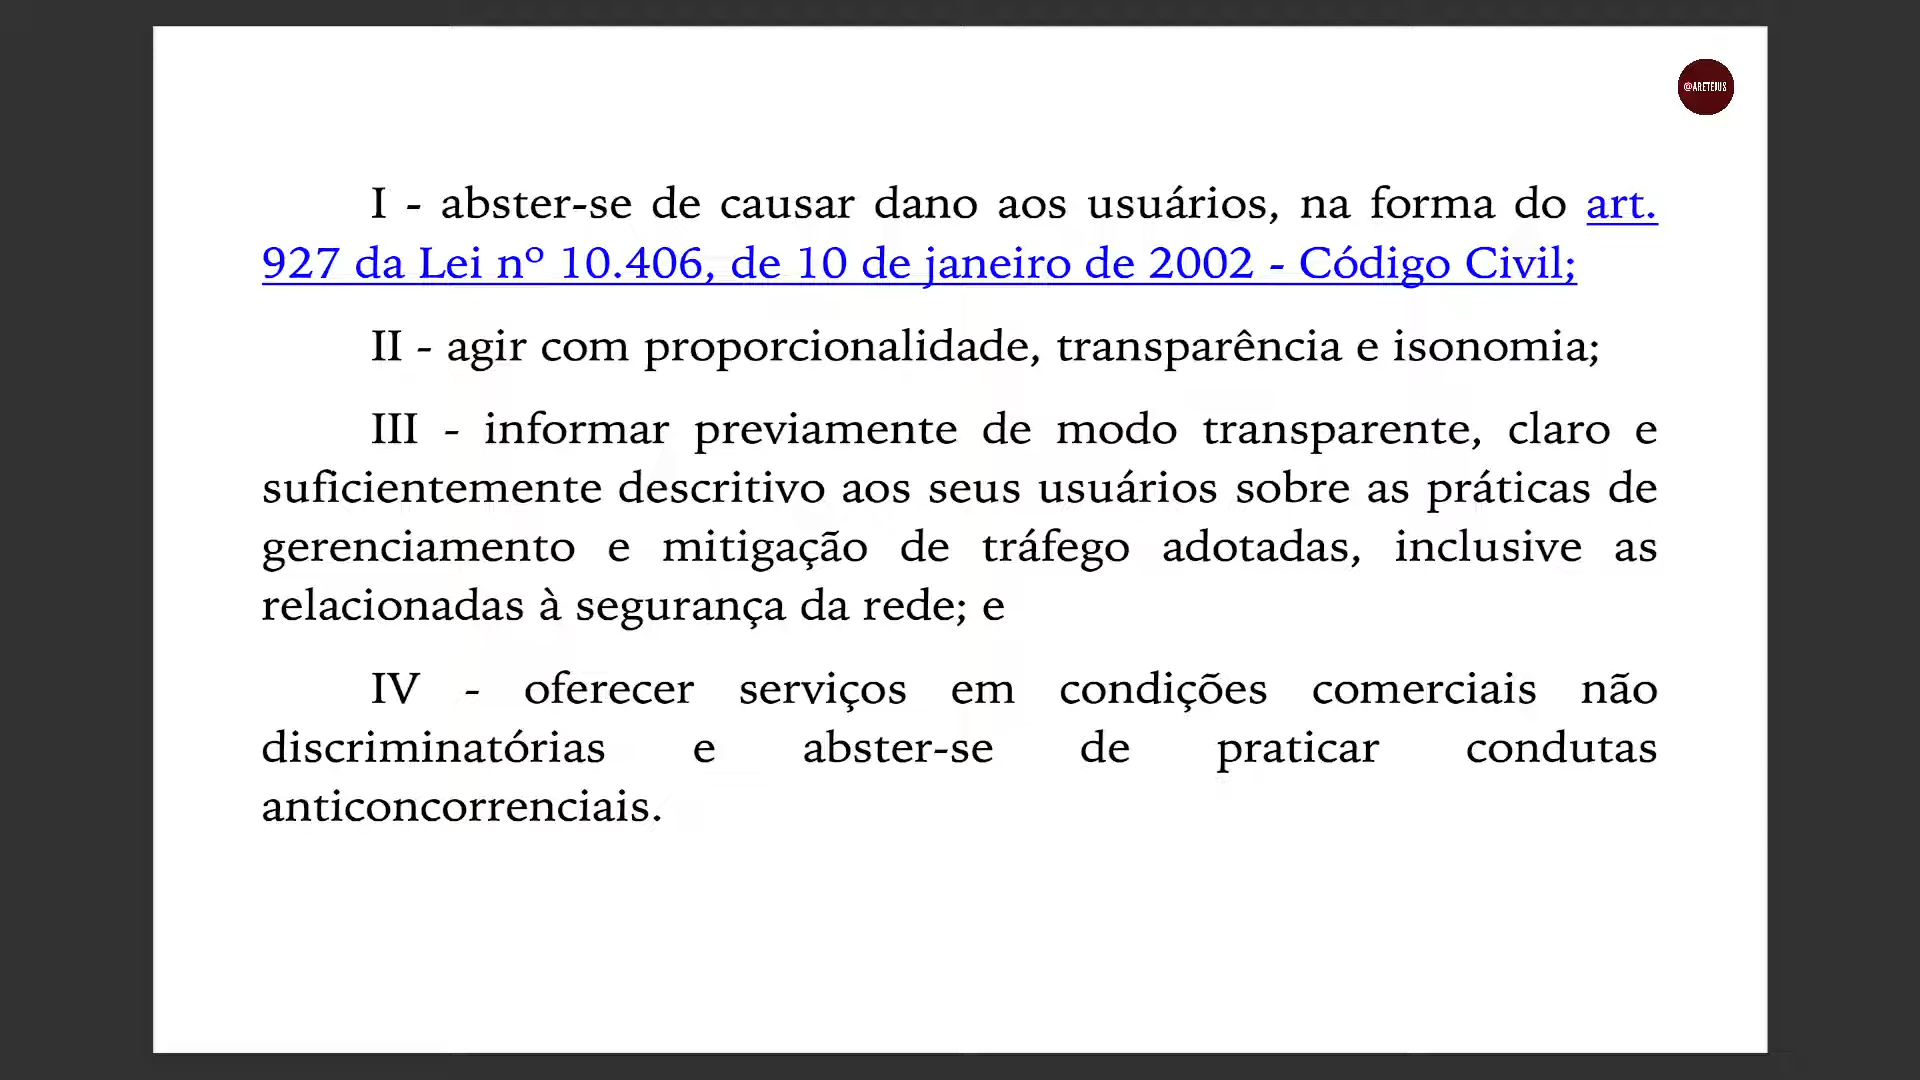 @ARETEIUS
I - abster-se de causar dano aos usuários, na forma do art.
927 da Lei nº 10.406, de 10 de janeiro de 2002 - Código Civil;
II - agir com proporcionalidade, transparência e isonomia;
III - informar previamente de modo transparente, claro e
suficientemente descritivo aos seus usuários sobre as práticas de
gerenciamento e mitigação de tráfego adotadas, inclusive as
relacionadas à segurança da rede; e
IV - oferecer serviços em condições comerciais não
discriminatórias e abster-se de praticar condutas
anticoncorrenciais.